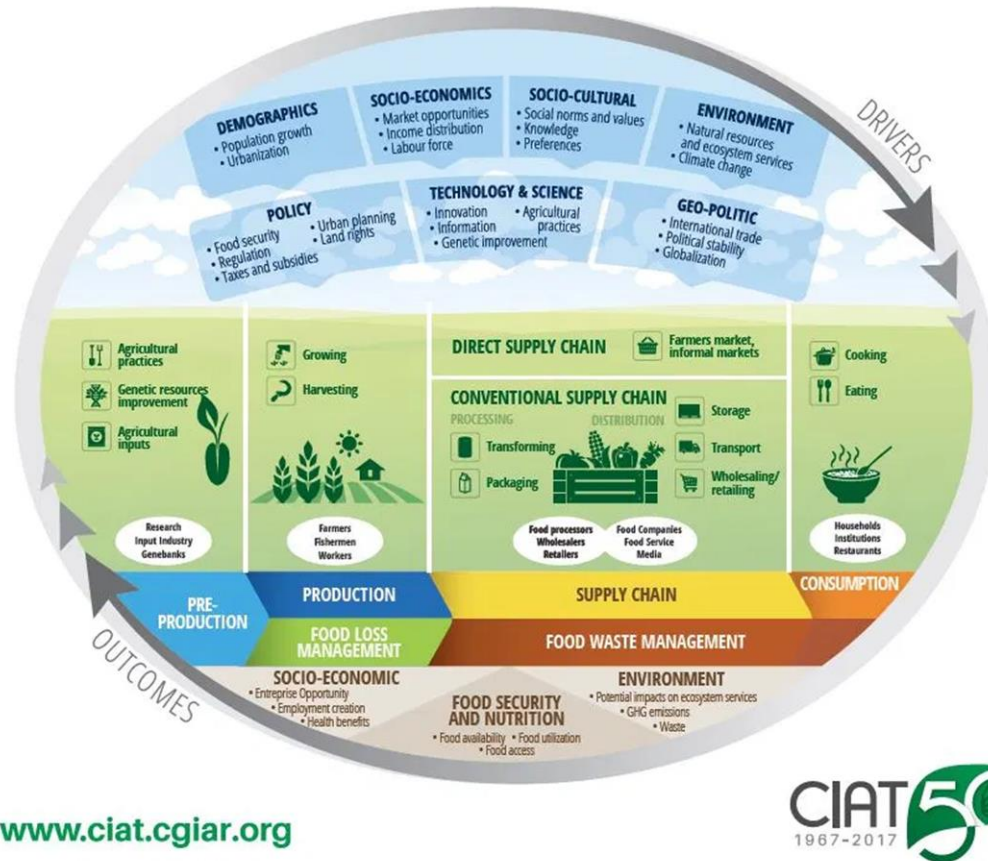 DRIVERS
DEMOGRAPHICS
• Population growth
• Urbanization
SOCIO-ECONOMICS
• Market opportunities
• Income distribution
• Labour force
SOCIO-CULTURAL
• Social norms and values
• Knowledge
• Preferences
ENVIRONMENT
• Natural resources
and ecosystem services
• Climate change
POLICY
• Food security
• Regulation
• Taxes and subsidies
• Urban planning
• Land rights
TECHNOLOGY & SCIENCE
• Innovation
• Information
• Genetic improvement
• Agricultural
practices
GEO-POLITIC
• International trade
• Political stability
• Globalization
Agricultural
practices
Genetic resources
improvement
Agricultural
inputs
Research
Input Industry
Genebanks
Growing
Harvesting
Farmers
Fishermen
Workers
DIRECT SUPPLY CHAIN
Farmers market,
informal markets
CONVENTIONAL SUPPLY CHAIN
PROCESSING
Transforming
Packaging
DISTRIBUTION
Storage
Transport
Wholesaling/
retailing
Food processors
Wholesalers
Retailers
Food Companies
Food Service
Media
Cooking
Eating
Households
Institutions
Restaurants
PRE-
PRODUCTION
PRODUCTION
SUPPLY CHAIN
CONSUMPTION
FOOD LOSS
MANAGEMENT
FOOD WASTE MANAGEMENT
OUTCOMES
SOCIO-ECONOMIC
• Entreprise Opportunity
• Employment creation
• Health benefits
FOOD SECURITY
AND NUTRITION
• Food availability • Food utilization
• Food access
ENVIRONMENT
• Potential impacts on ecosystem services
• GHG emissions
• Waste
www.ciat.cgiar.org
CIAT 50
1967-2017